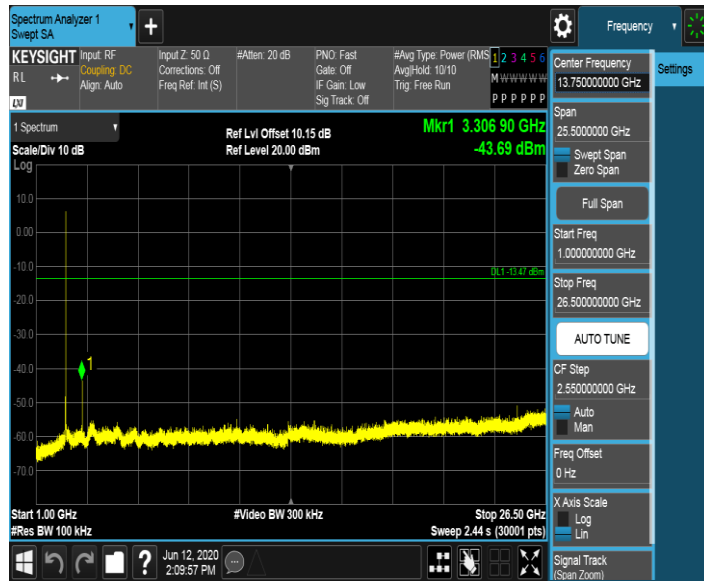 Spectrum Analyzer 1
Swept SA
+
Frequency
KEYSIGHT
RL
LXI
Input: RF
Coupling: DC
Align: Auto
Input Z: 50 Ω
Corrections: Off
Freq Ref: Int (S)
#Atten: 20 dB
PNO: Fast
Gate: Off
IF Gain: Low
Sig Track: Off
#Avg Type: Power (RMS
Avg|Hold: 10/10
Trig: Free Run
1 2 3 4 5 6
M W W W W W
P P P P P P
1 Spectrum
Scale/Div 10 dB
Log
Ref Lvl Offset 10.15 dB
Ref Level 20.00 dBm
Mkr1 3.306 90 GHz
-43.69 dBm
10.0
0.00
-10.0
DL1 -13.47 dBm
-20.0
-30.0
-40.0
1
-50.0
-60.0
-70.0
Start 1.00 GHz
#Video BW 300 kHz
Stop 26.50 GHz
#Res BW 100 kHz
Sweep 2.44 s (30001 pts)
Center Frequency
13.750000000 GHz
Settings
Span
25.5000000 GHz
Swept Span
Zero Span
Full Span
Start Freq
1.000000000 GHz
Stop Freq
26.500000000 GHz
AUTO TUNE
CF Step
2.550000000 GHz
Auto
Man
Freq Offset
0 Hz
X Axis Scale
Log
Lin
Signal Track
(Span Zoom)
?
Jun 12, 2020
2:09:57 PM